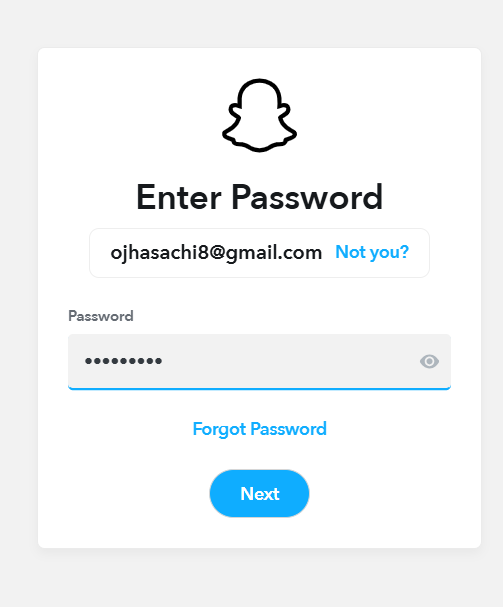 Enter Password
ojhasachi8@gmail.com Not you?
Password
•••••••••
Forgot Password
Next